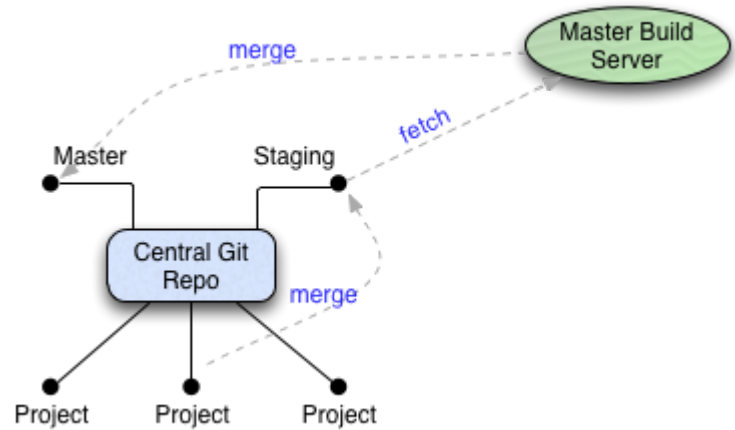 Master Build
Server
merge
fetch
Master
Staging
Central Git
Repo
merge
Project
Project
Project